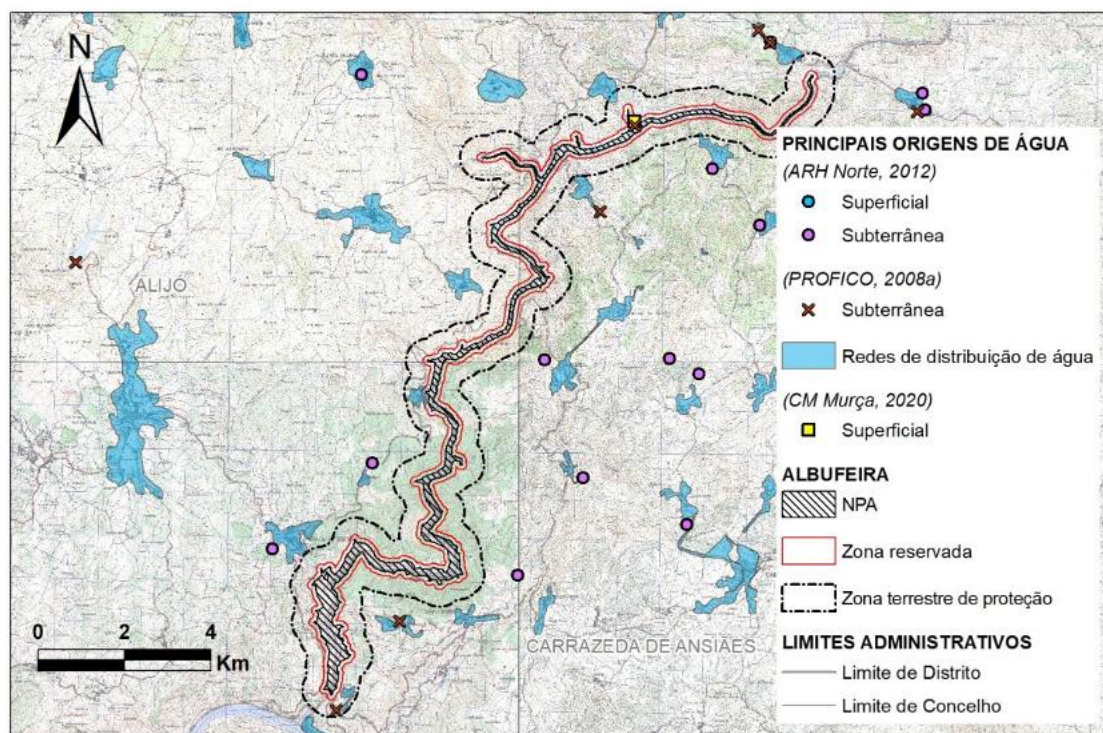 N
ALIJÓ
CARRAZEDA DE ANSIÃES
0 2 4
Km
PRINCIPAIS ORIGENS DE ÁGUA
(ARH Norte, 2012)
Superficial
Subterrânea
(PROFICO, 2008a)
Subterrânea
Redes de distribuição de água
(CM Murça, 2020)
Superficial
ALBUFEIRA
NPA
Zona reservada
Zona terrestre de proteção
LIMITES ADMINISTRATIVOS
Limite de Distrito
Limite de Concelho